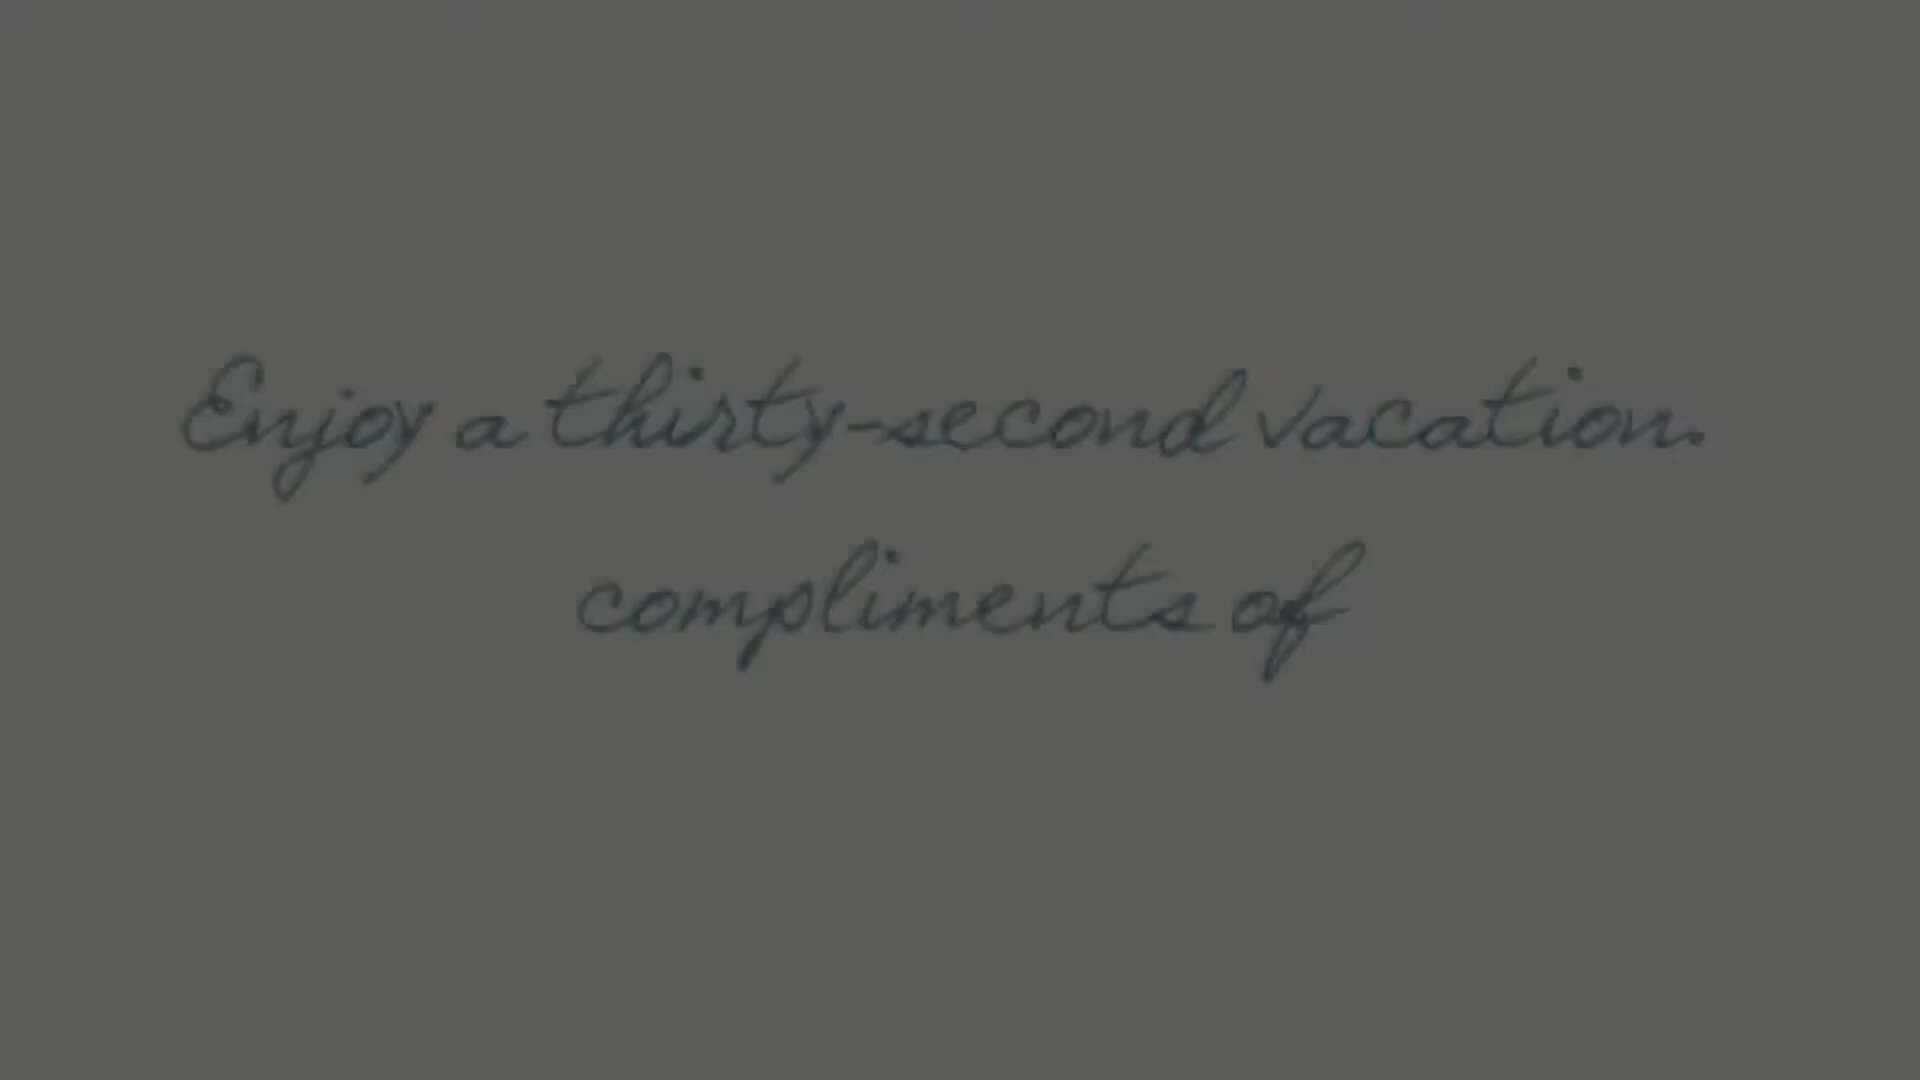 Enjoy a thirty-second vacation.
compliments of